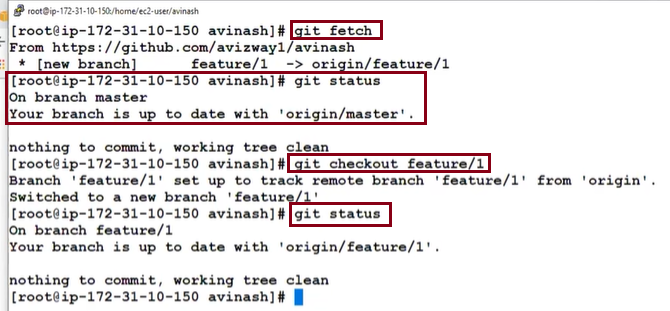 root@ip-172-31-10-150:/home/ec2-user/avinash
[root@ip-172-31-10-150 avinash]# git fetch
From https://github.com/avizway1/avinash
 * [new branch]      feature/1  -> origin/feature/1
[root@ip-172-31-10-150 avinash]# git status
On branch master
Your branch is up to date with 'origin/master'.
nothing to commit, working tree clean
[root@ip-172-31-10-150 avinash]# git checkout feature/1
Branch 'feature/1' set up to track remote branch 'feature/1' from 'origin'.
Switched to a new branch 'feature/1'
[root@ip-172-31-10-150 avinash]# git status
On branch feature/1
Your branch is up to date with 'origin/feature/1'.
nothing to commit, working tree clean
[root@ip-172-31-10-150 avinash]#